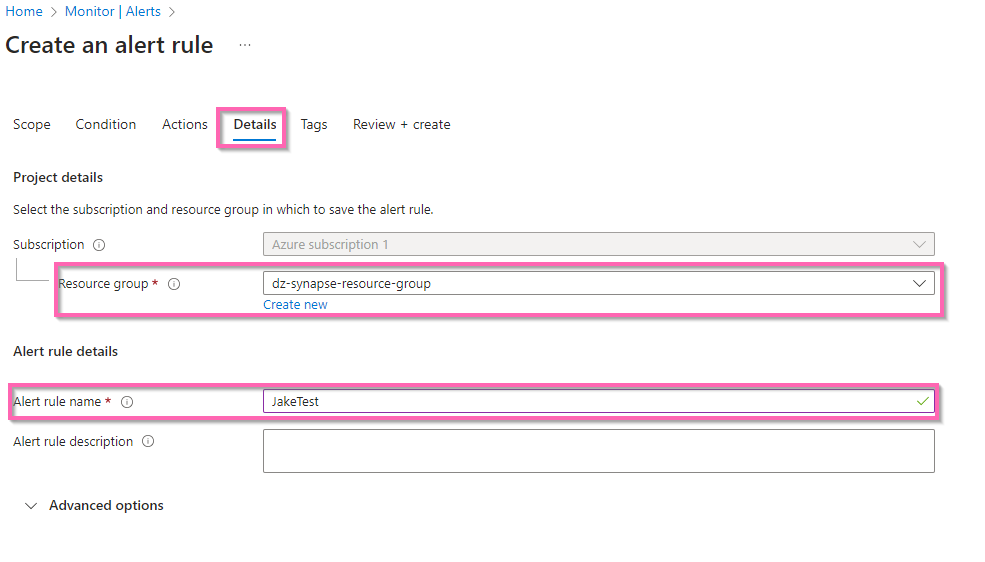 Home > Monitor | Alerts >
Create an alert rule ...
Scope Condition Actions Details Tags Review + create
Project details
Select the subscription and resource group in which to save the alert rule.
Subscription Azure subscription 1
Resource group * dz-synapse-resource-group
Create new
Alert rule details
Alert rule name * JakeTest
Alert rule description
Advanced options